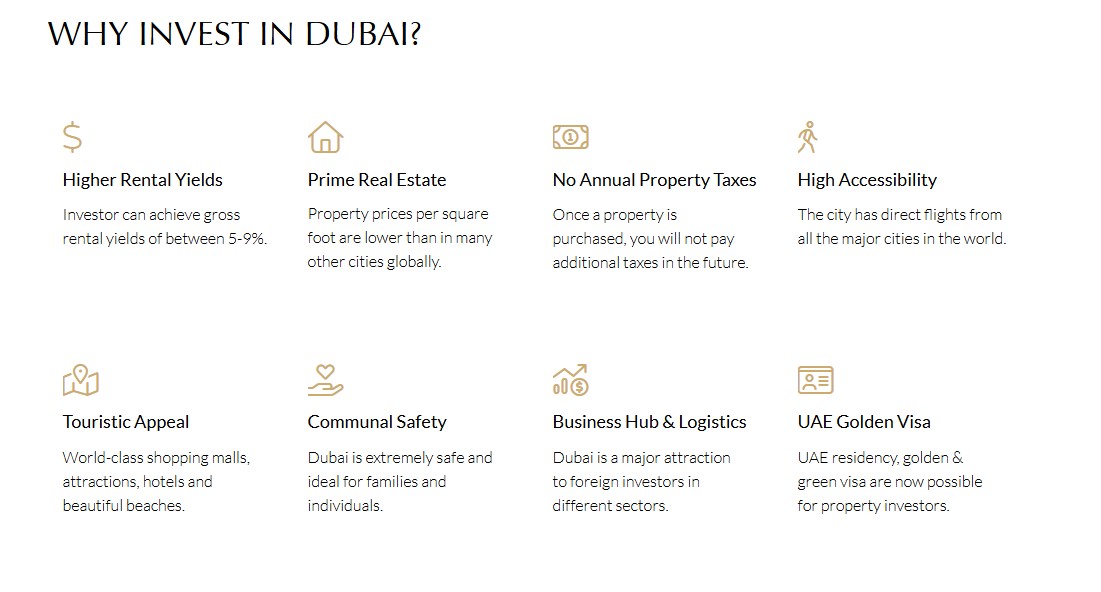 WHY INVEST IN DUBAI?
Higher Rental Yields
Investor can achieve gross
rental yields of between 5-9%.
Prime Real Estate
Property prices per square
foot are lower than in many
other cities globally.
1
No Annual Property Taxes
Once a property is
purchased, you will not pay
additional taxes in the future.
High Accessibility
The city has direct flights from
all the major cities in the world.
Touristic Appeal
World-class shopping malls,
attractions, hotels and
beautiful beaches.
Communal Safety
Dubai is extremely safe and
ideal for families and
individuals.
Business Hub & Logistics
Dubai is a major attraction
to foreign investors in
different sectors.
UAE Golden Visa
UAE residency, golden &
green visa are now possible
for property investors.